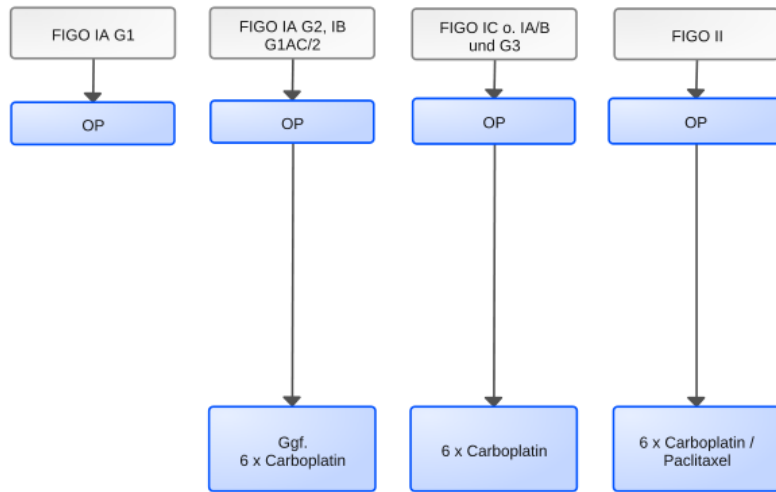 FIGO IA G1
FIGO IA G2, IB
G1AC/2
FIGO IC o. IA/B
und G3
FIGO II
OP
OP
OP
OP
Ggf.
6 x Carboplatin
6 x Carboplatin
6 x Carboplatin /
Paclitaxel